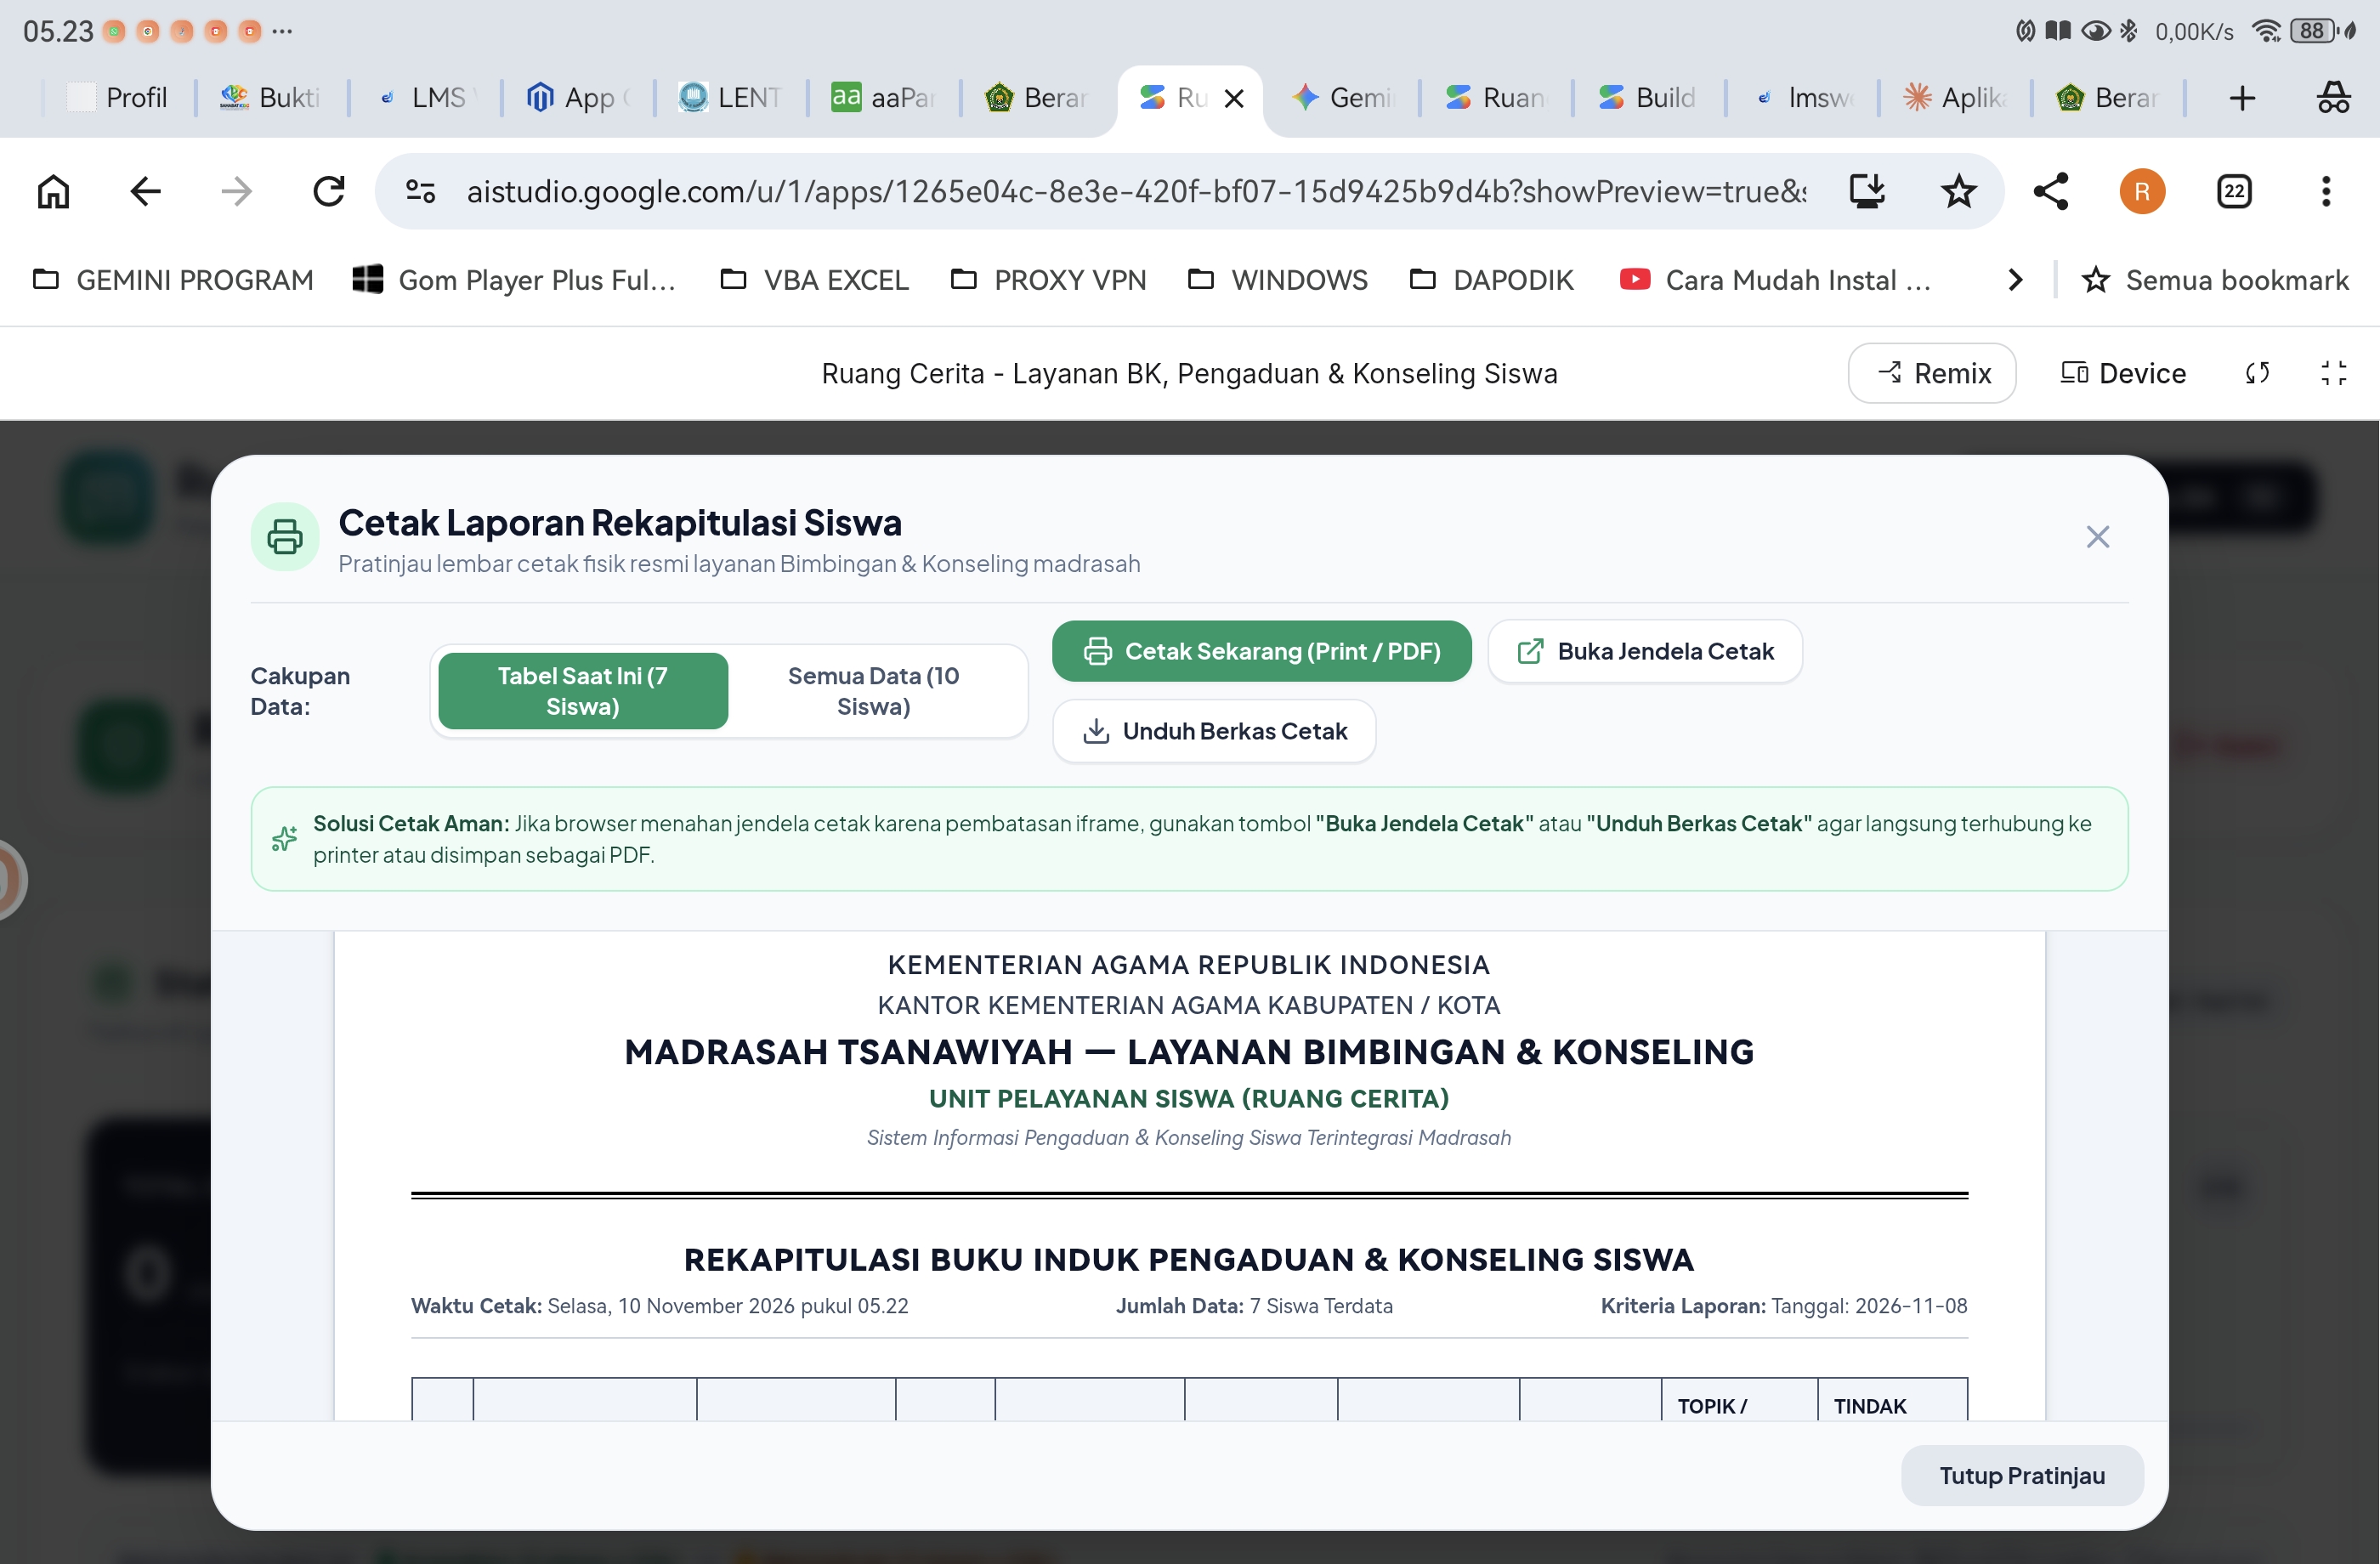 05.23
0,00K/s
88
Profil
Bukti
LMS
App
LENT
aaPar
Berar
Ru
Gemi
Ruan
Build
lmsw
Aplika
Berar
aistudio.google.com/u/1/apps/1265e04c-8e3e-420f-bf07-15d9425b9d4b?showPreview=true&s
R
22
GEMINI PROGRAM
Gom Player Plus Ful...
VBA EXCEL
PROXY VPN
WINDOWS
DAPODIK
Cara Mudah Instal ...
Semua bookmark
Ruang Cerita - Layanan BK, Pengaduan & Konseling Siswa
Remix
Device
Cetak Laporan Rekapitulasi Siswa
Pratinjau lembar cetak fisik resmi layanan Bimbingan & Konseling madrasah
Cakupan
Data:
Tabel Saat Ini (7
Siswa)
Semua Data (10
Siswa)
Cetak Sekarang (Print / PDF)
Buka Jendela Cetak
Unduh Berkas Cetak
Solusi Cetak Aman: Jika browser menahan jendela cetak karena pembatasan iframe, gunakan tombol "Buka Jendela Cetak" atau "Unduh Berkas Cetak" agar langsung terhubung ke
printer atau disimpan sebagai PDF.
KEMENTERIAN AGAMA REPUBLIK INDONESIA
KANTOR KEMENTERIAN AGAMA KABUPATEN / KOTA
MADRASAH TSANAWIYAH — LAYANAN BIMBINGAN & KONSELING
UNIT PELAYANAN SISWA (RUANG CERITA)
Sistem Informasi Pengaduan & Konseling Siswa Terintegrasi Madrasah
REKAPITULASI BUKU INDUK PENGADUAN & KONSELING SISWA
Waktu Cetak: Selasa, 10 November 2026 pukul 05.22
Jumlah Data: 7 Siswa Terdata
Kriteria Laporan: Tanggal: 2026-11-08
TOPIK /
TINDAK
Tutup Pratinjau